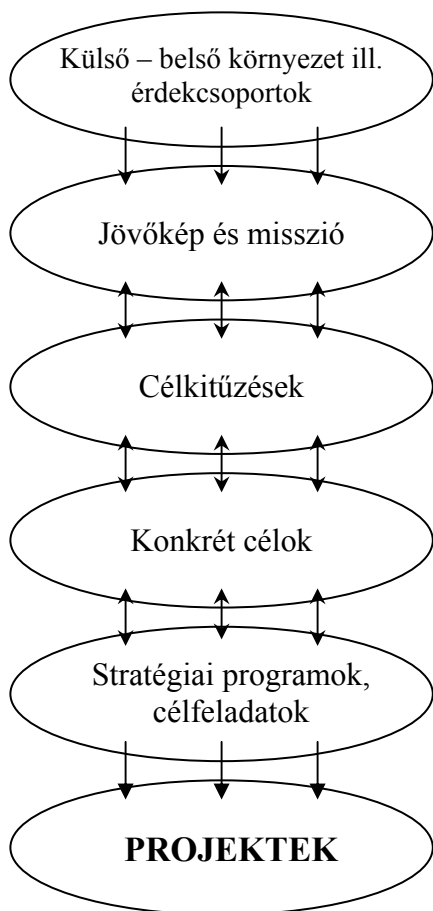 Külső – belső környezet ill.
érdekcsoportok
Jövőkép és misszió
Célkitűzések
Konkrét célok
Stratégiai programok,
célfeladatok
PROJEKTEK